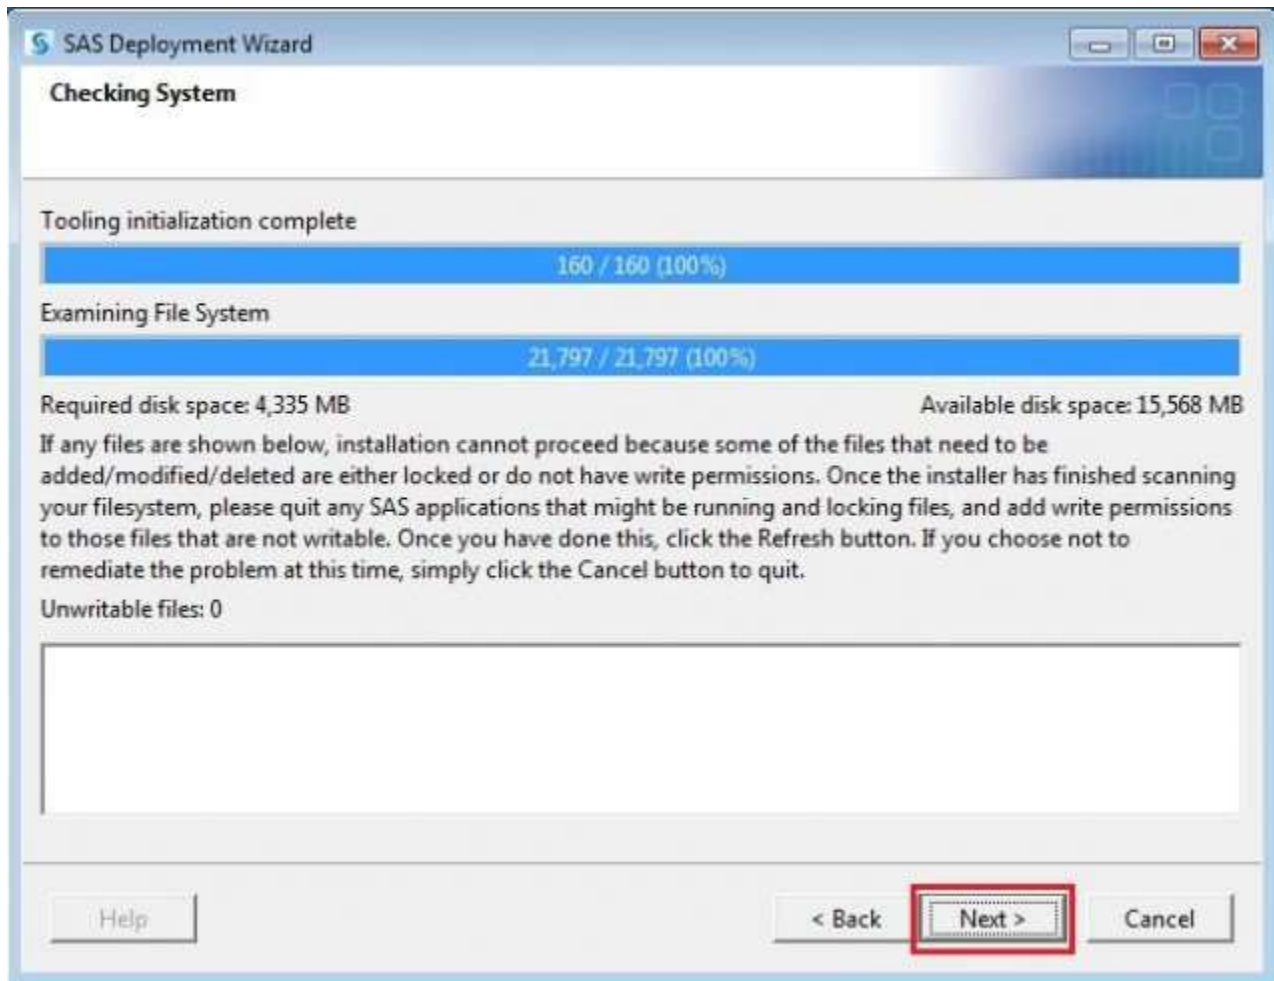 SAS Deployment Wizard
Checking System
Tooling initialization complete
160 / 160 (100%)
Examining File System
21,797 / 21,797 (100%)
Required disk space: 4,335 MB Available disk space: 15,568 MB
If any files are shown below, installation cannot proceed because some of the files that need to be
added/modified/deleted are either locked or do not have write permissions. Once the installer has finished scanning
your filesystem, please quit any SAS applications that might be running and locking files, and add write permissions
to those files that are not writable. Once you have done this, click the Refresh button. If you choose not to
remediate the problem at this time, simply click the Cancel button to quit.
Unwritable files: 0
Help < Back Next > Cancel